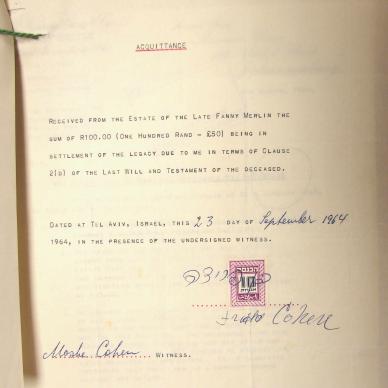 ACQUITTANCE
RECEIVED FROM THE ESTATE OF THE LATE FANNY MERLIN THE
SUM OF R100.00 (ONE HUNDRED RAND - £50) BEING IN
SETTLEMENT OF THE LEGACY DUE TO ME IN TERMS OF CLAUSE
2(D) OF THE LAST WILL AND TESTAMENT OF THE DECEASED.
DATED AT TEL AVIV, ISRAEL, THIS 23 DAY OF September 1964
1964, IN THE PRESENCE OF THE UNDERSIGNED WITNESS.
הכנסה
Cohen
Moshe Cohen WITNESS.